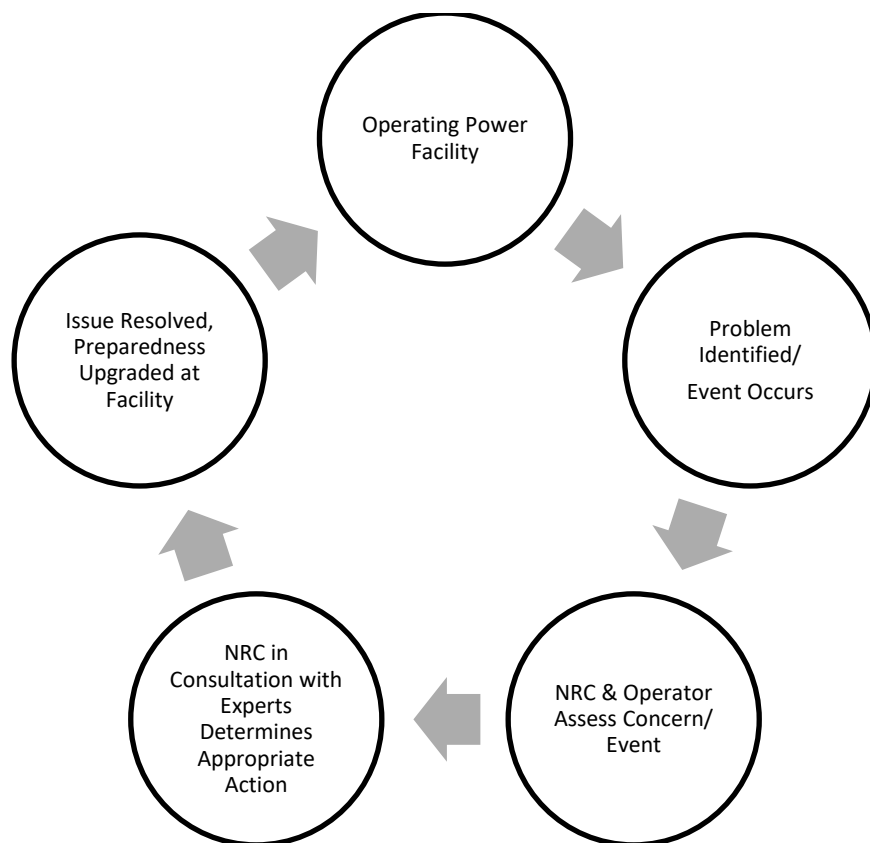 Operating Power
Facility
Problem
Identified/
Event Occurs
NRC & Operator
Assess Concern/
Event
NRC in
Consultation with
Experts
Determines
Appropriate
Action
Issue Resolved,
Preparedness
Upgraded at
Facility